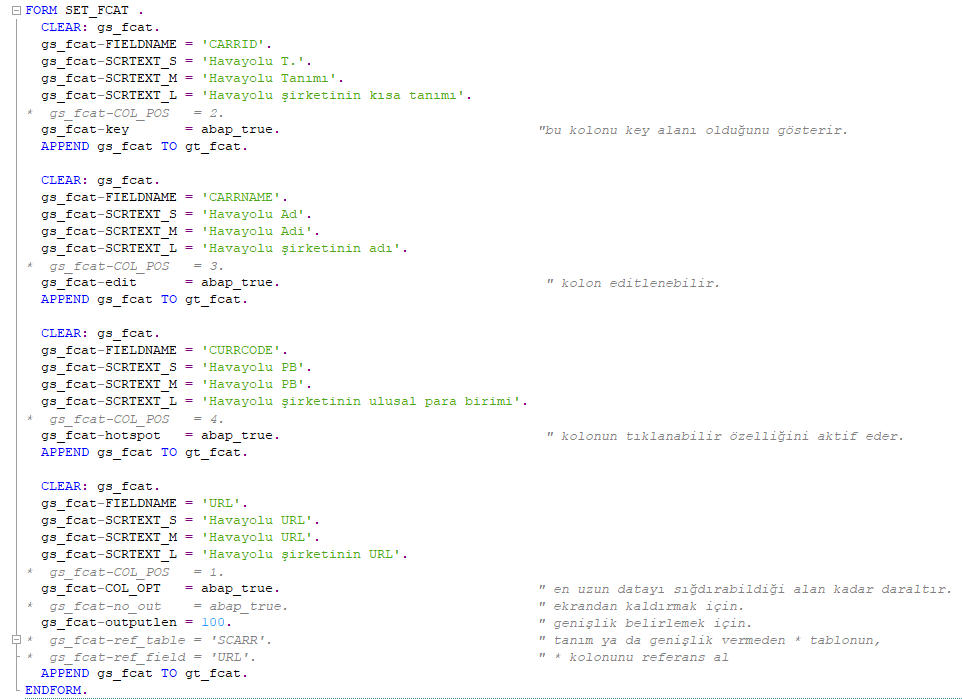 FORM SET_FCAT .
CLEAR: gs_fcat.
gs_fcat-FIELDNAME = 'CARRID'.
gs_fcat-SCRTEXT_S = 'Havayolu T.'.
gs_fcat-SCRTEXT_M = 'Havayolu Tanımı'.
gs_fcat-SCRTEXT_L = 'Havayolu şirketinin kısa tanımı'.
* gs_fcat-COL_POS = 2.
gs_fcat-key = abap_true. "bu kolonu key alanı olduğunu gösterir.
APPEND gs_fcat TO gt_fcat.
CLEAR: gs_fcat.
gs_fcat-FIELDNAME = 'CARRNAME'.
gs_fcat-SCRTEXT_S = 'Havayolu Ad'.
gs_fcat-SCRTEXT_M = 'Havayolu Adi'.
gs_fcat-SCRTEXT_L = 'Havayolu şirketinin adı'.
* gs_fcat-COL_POS = 3.
gs_fcat-edit = abap_true. " kolon editlenebilir.
APPEND gs_fcat TO gt_fcat.
CLEAR: gs_fcat.
gs_fcat-FIELDNAME = 'CURRCODE'.
gs_fcat-SCRTEXT_S = 'Havayolu PB'.
gs_fcat-SCRTEXT_M = 'Havayolu PB'.
gs_fcat-SCRTEXT_L = 'Havayolu şirketinin ulusal para birimi'.
* gs_fcat-COL_POS = 4.
gs_fcat-hotspot = abap_true. " kolonun tıklanabilir özelliğini aktif eder.
APPEND gs_fcat TO gt_fcat.
CLEAR: gs_fcat.
gs_fcat-FIELDNAME = 'URL'.
gs_fcat-SCRTEXT_S = 'Havayolu URL'.
gs_fcat-SCRTEXT_M = 'Havayolu URL'.
gs_fcat-SCRTEXT_L = 'Havayolu şirketinin URL'.
* gs_fcat-COL_POS = 1.
gs_fcat-COL_OPT = abap_true. " en uzun datayı sığdırabildiği alan kadar daraltır.
* gs_fcat-no_out = abap_true. " ekrandan kaldırmak için.
gs_fcat-outputlen = 100. " genişlik belirlemek için.
* gs_fcat-ref_table = 'SCARR'. " tanım ya da genişlik vermeden * tablonun,
* gs_fcat-ref_field = 'URL'. " * kolonunu referans al
APPEND gs_fcat TO gt_fcat.
ENDFORM.